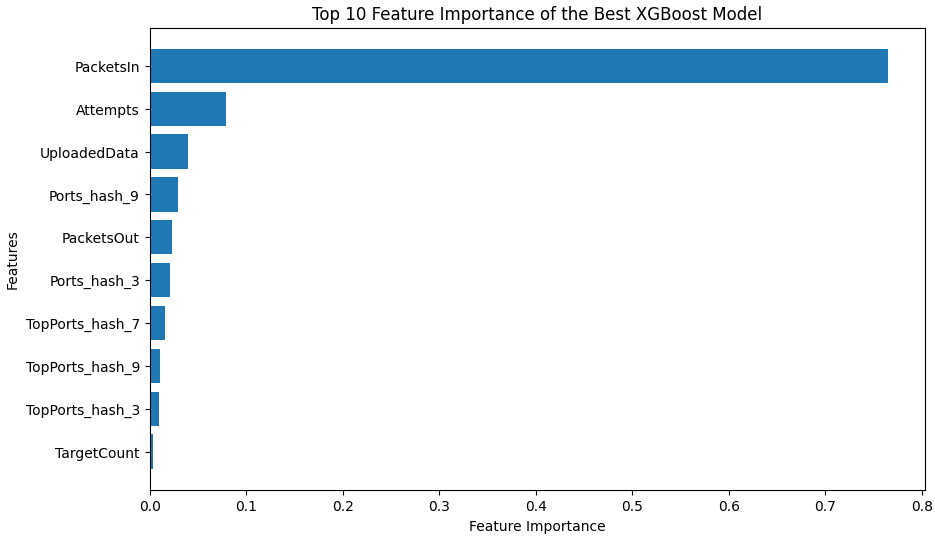 Top 10 Feature Importance of the Best XGBoost Model
Features
PacketsIn
Attempts
UploadedData
Ports_hash_9
PacketsOut
Ports_hash_3
TopPorts_hash_7
TopPorts_hash_9
TopPorts_hash_3
TargetCount
0.0 0.1 0.2 0.3 0.4 0.5 0.6 0.7 0.8
Feature Importance